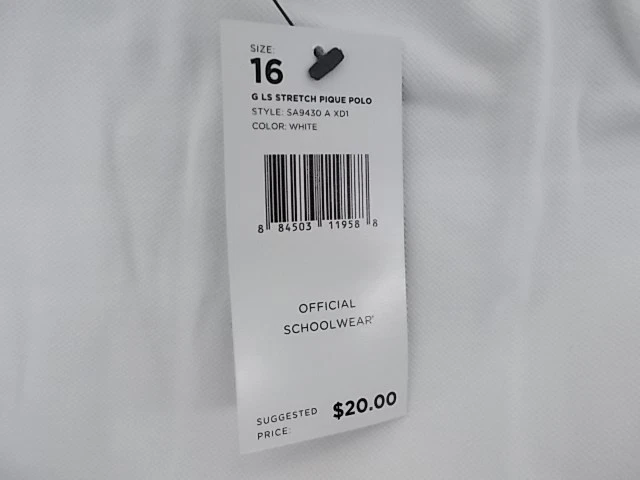 SIZE:
16
G LS STRETCH PIQUE POLO
STYLE: SA9430 A XD1
COLOR: WHITE
8 84503 11958 8
OFFICIAL
SCHOOLWEAR
SUGGESTED
PRICE: $20.00